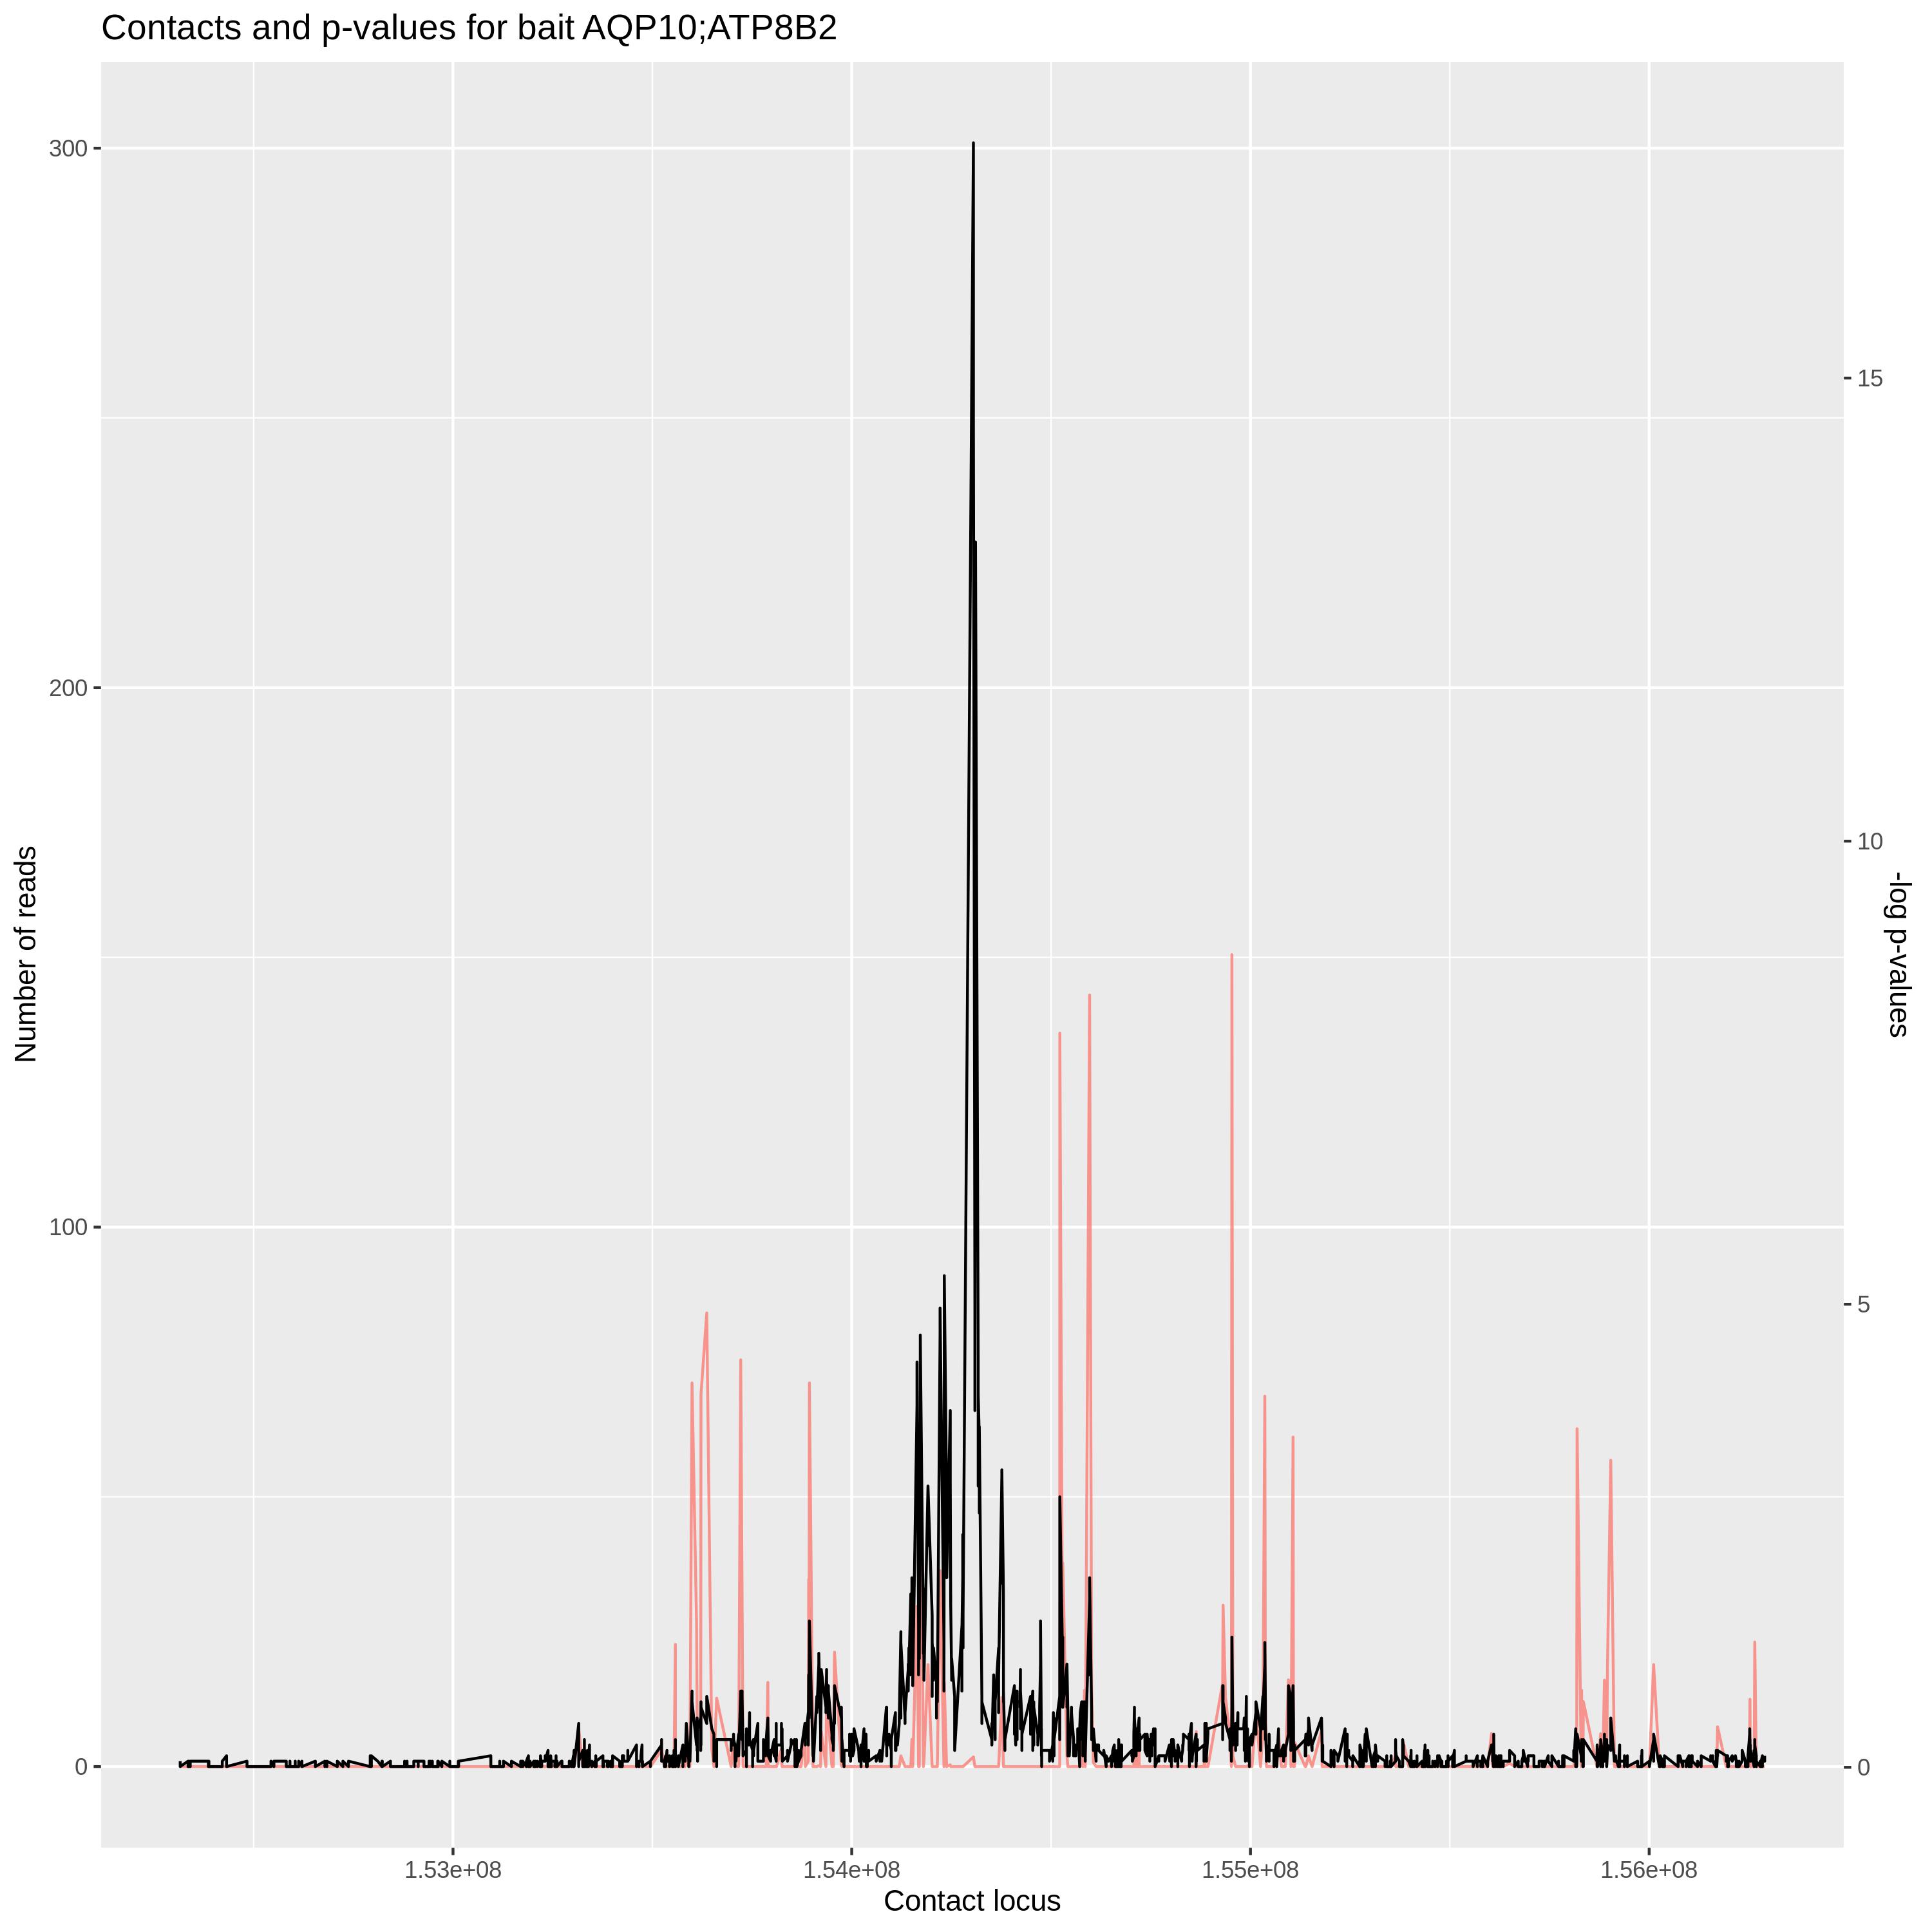 Contacts and p-values for bait AQP10;ATP8B2
300
200
100
0
Number of reads
15
10
5
0
-log p-values
1.53e+08
1.54e+08
1.55e+08
1.56e+08
Contact locus